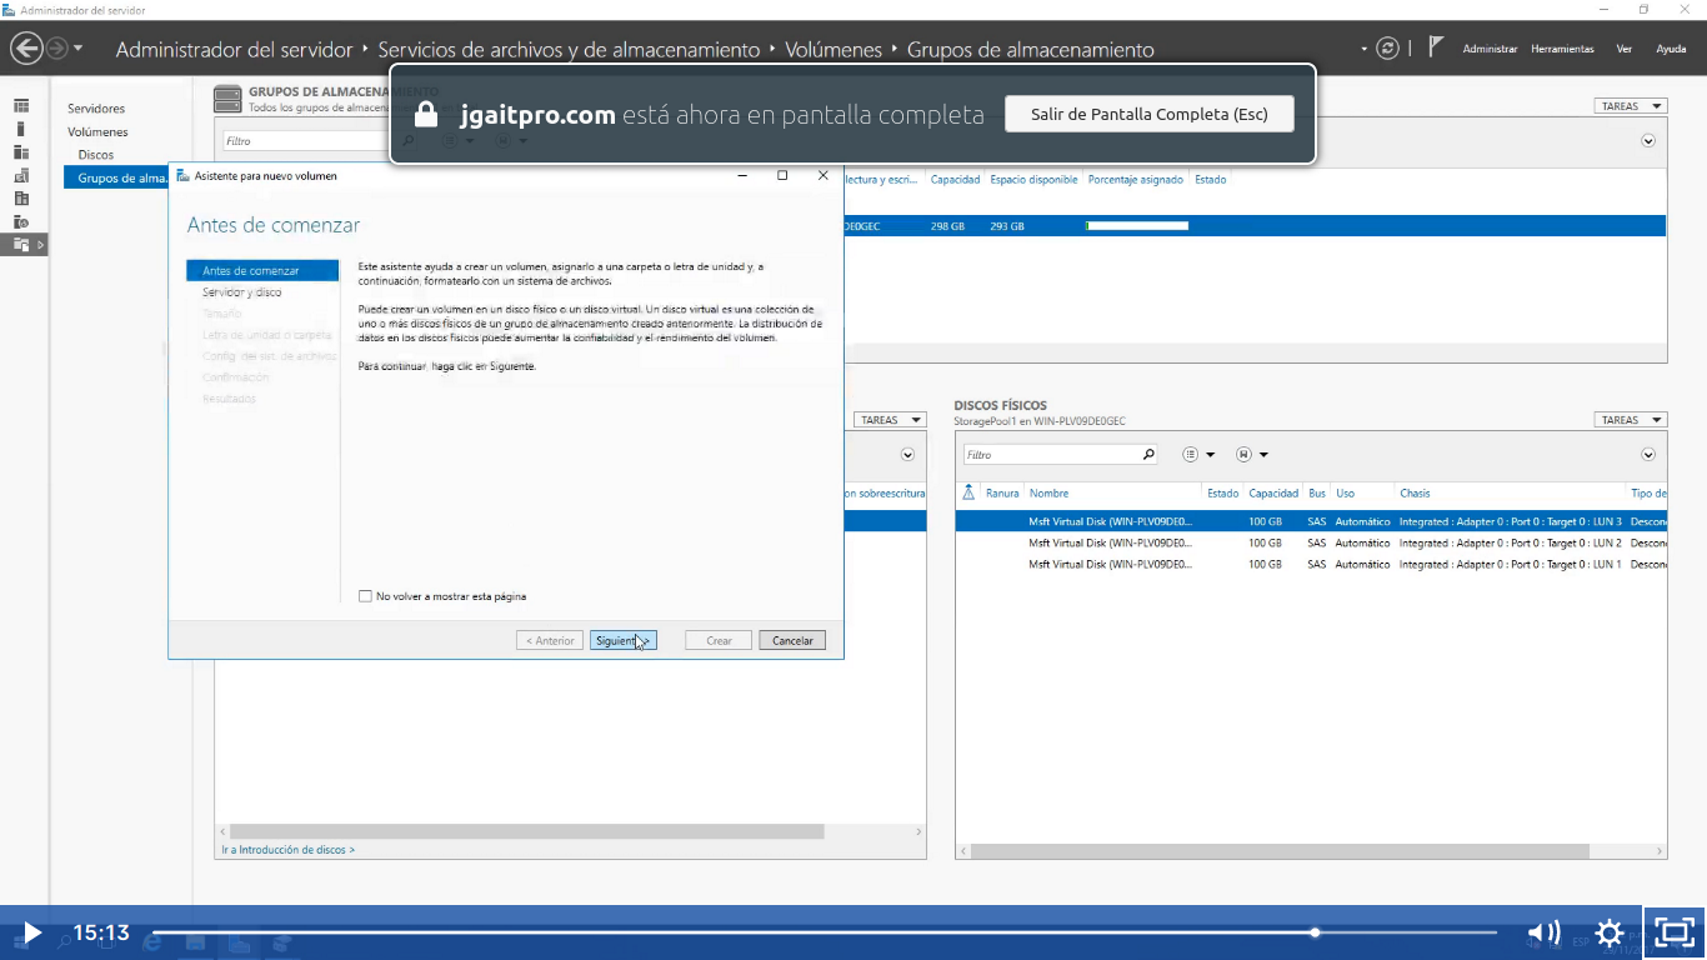 Administrador del servidor
Administrador del servidor • Servicios de archivos y de almacenamiento • Volúmenes • Grupos de almacenamiento
Administrar Herramientas Ver Ayuda
jgaitpro.com está ahora en pantalla completa
Salir de Pantalla Completa (Esc)
Servidores
Volúmenes
Discos
Grupos de alma...
GRUPOS DE ALMACENAMIENTO
Todos los grupos de almacenamiento
TAREAS
Filtro
lectura y escri... Capacidad Espacio disponible Porcentaje asignado Estado
DE0GEC 298 GB 293 GB
Asistente para nuevo volumen
Antes de comenzar
Antes de comenzar
Servidor y disco
Tamaño
Letra de unidad o carpeta
Config. del sist. de archivos
Confirmación
Resultados
Este asistente ayuda a crear un volumen, asignarlo a una carpeta o letra de unidad y, a
continuación, formatearlo con un sistema de archivos.
Puede crear un volumen en un disco físico o un disco virtual. Un disco virtual es una colección de
uno o más discos físicos de un grupo de almacenamiento creado anteriormente. La distribución de
datos en los discos físicos puede aumentar la confiabilidad y el rendimiento del volumen.
Para continuar, haga clic en Siguiente.
No volver a mostrar esta página
< Anterior
Siguient >
Crear
Cancelar
TAREAS
on sobreescritura
Ir a Introducción de discos >
DISCOS FÍSICOS
StoragePool1 en WIN-PLV09DE0GEC
TAREAS
Filtro
Ranura Nombre Estado Capacidad Bus Uso Chasis Tipo de
Msft Virtual Disk (WIN-PLV09DE0... 100 GB SAS Automático Integrated : Adapter 0 : Port 0 : Target 0 : LUN 3 Descon
Msft Virtual Disk (WIN-PLV09DE0... 100 GB SAS Automático Integrated : Adapter 0 : Port 0 : Target 0 : LUN 2 Descon
Msft Virtual Disk (WIN-PLV09DE0... 100 GB SAS Automático Integrated : Adapter 0 : Port 0 : Target 0 : LUN 1 Descon
15:13
ESP